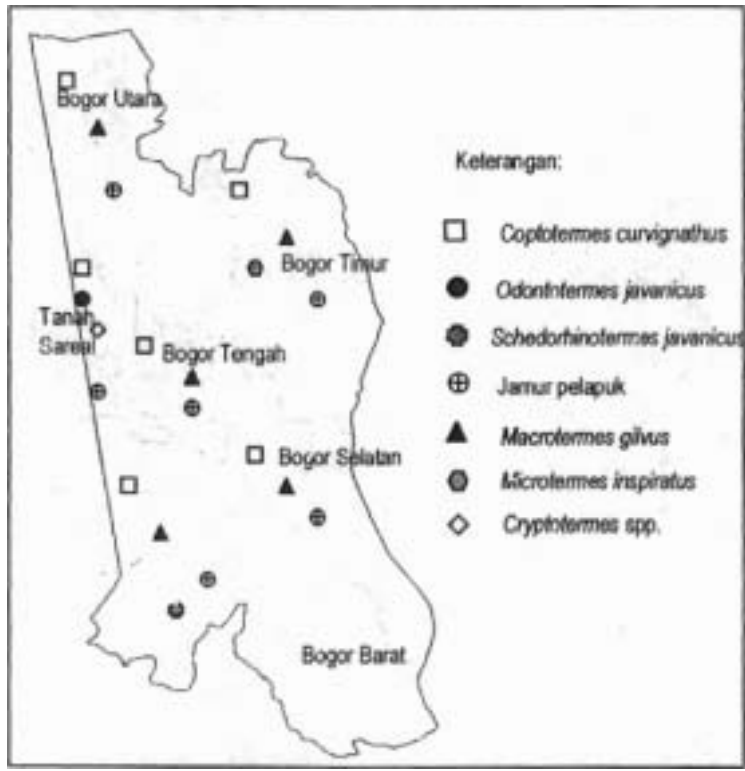 Bogor Utara
Bogor Timur
Tanah
Sareal
Bogor Tengah
Bogor Selatan
Bogor Barat
Keterangan:
Coptotermes curvignathus
Odontotermes javanicus
Schedorhinotermes javanicus
Jamur pelapuk
Macrotermes gilvus
Microtermes inspiratus
Cryptotermes spp.